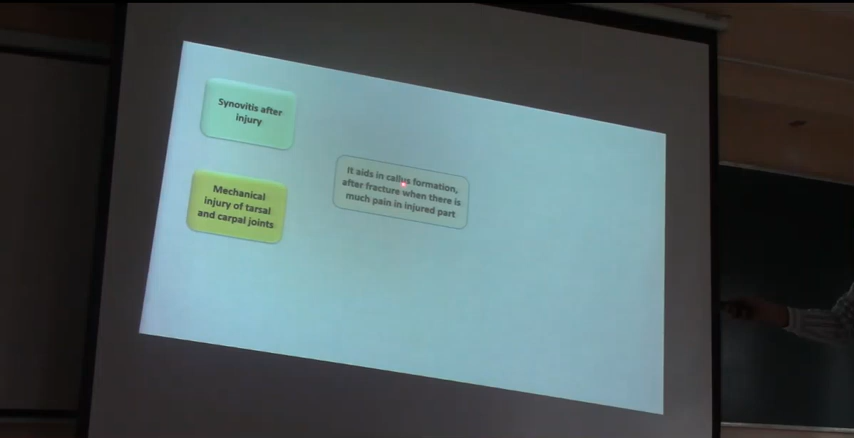 Synovitis after
injury
Mechanical
injury of tarsal
and carpal joints
It aids in callus formation,
after fracture when there is
much pain in injured part